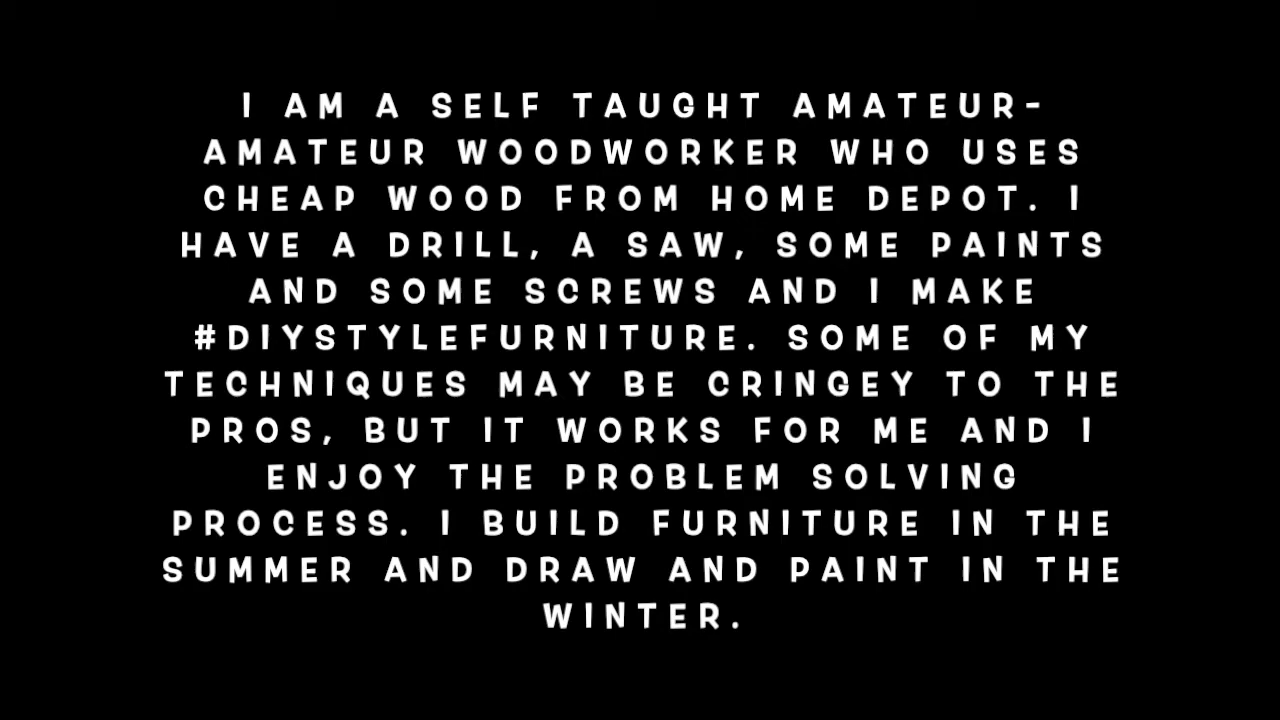 I AM A SELF TAUGHT AMATEUR-
AMATEUR WOODWORKER WHO USES
CHEAP WOOD FROM HOME DEPOT. I
HAVE A DRILL, A SAW, SOME PAINTS
AND SOME SCREWS AND I MAKE
#DIYSTYLEFURNITURE. SOME OF MY
TECHNIQUES MAY BE CRINGEY TO THE
PROS, BUT IT WORKS FOR ME AND I
ENJOY THE PROBLEM SOLVING
PROCESS. I BUILD FURNITURE IN THE
SUMMER AND DRAW AND PAINT IN THE
WINTER.